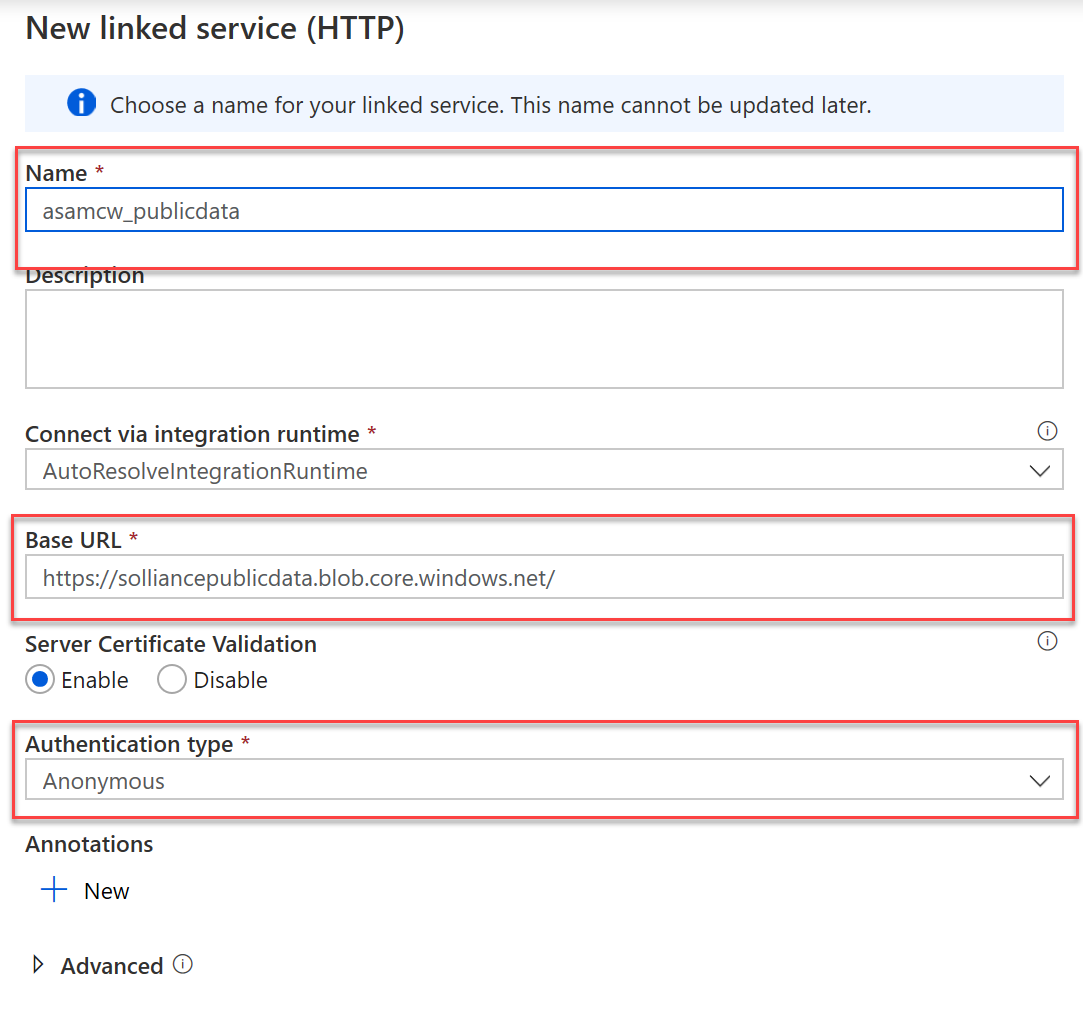 New linked service (HTTP)
Choose a name for your linked service. This name cannot be updated later.
Name *
asamcw_publicdata
Description
Connect via integration runtime *
AutoResolveIntegrationRuntime
Base URL *
https://solliancepublicdata.blob.core.windows.net/
Server Certificate Validation
Enable Disable
Authentication type *
Anonymous
Annotations
New
Advanced